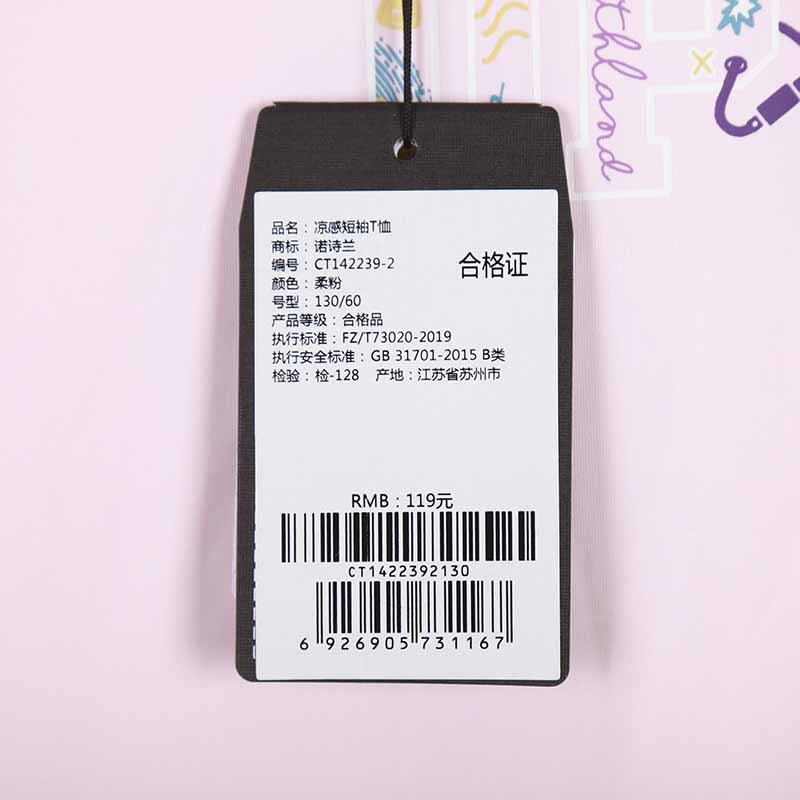 thland
品名：凉感短袖T恤
商标：诺诗兰
编号：CT142239-2
合格证
颜色：柔粉
号型：130/60
产品等级：合格品
执行标准：FZ/T73020-2019
执行安全标准：GB 31701-2015 B类
检验：检-128 产地：江苏省苏州市
RMB：119元
CT1422392130
6 926905 731167